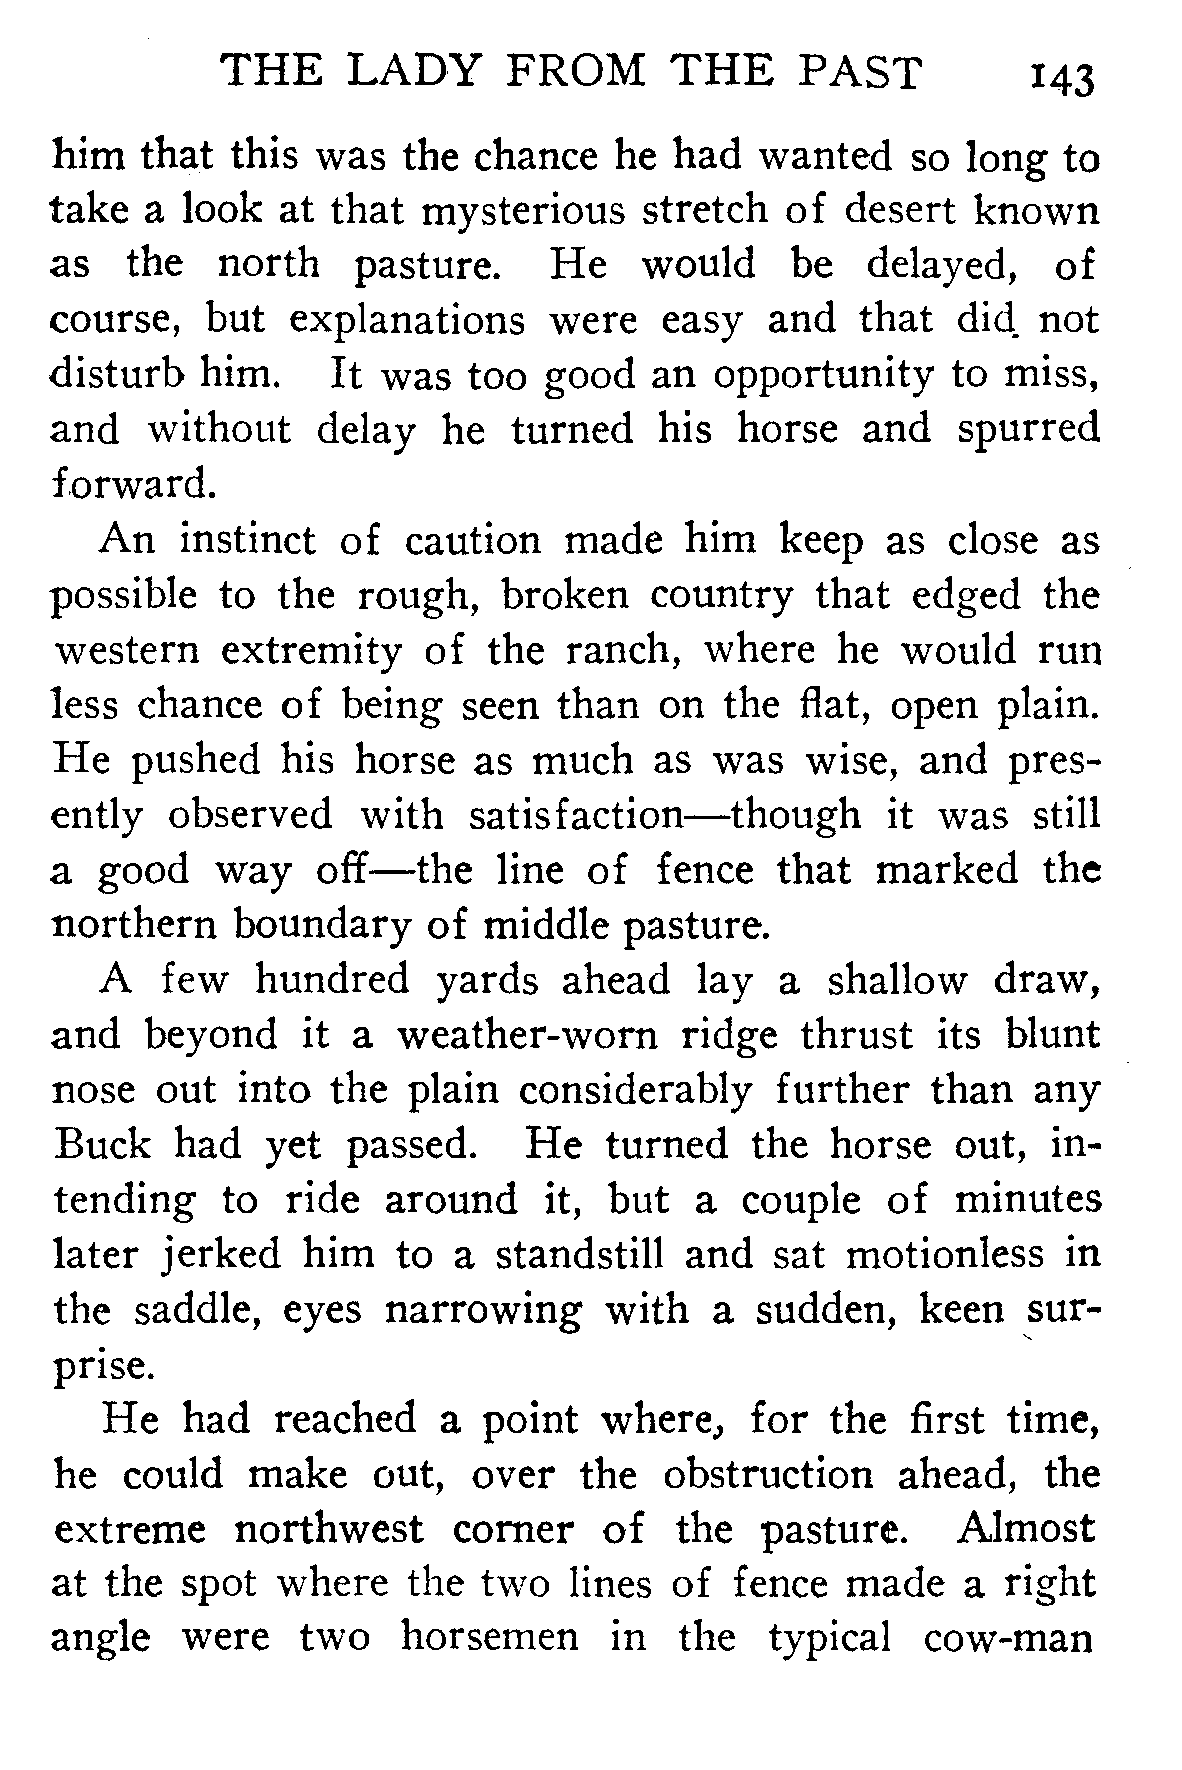 THE LADY FROM THE PAST 143
him that this was the chance he had wanted so long to
take a look at that mysterious stretch of desert known
as the north pasture. He would be delayed, of
course, but explanations were easy and that did not
disturb him. It was too good an opportunity to miss,
and without delay he turned his horse and spurred
forward.
An instinct of caution made him keep as close as
possible to the rough, broken country that edged the
western extremity of the ranch, where he would run
less chance of being seen than on the flat, open plain.
He pushed his horse as much as was wise, and pres-
ently observed with satisfaction—though it was still
a good way off—the line of fence that marked the
northern boundary of middle pasture.
A few hundred yards ahead lay a shallow draw,
and beyond it a weather-worn ridge thrust its blunt
nose out into the plain considerably further than any
Buck had yet passed. He turned the horse out, in-
tending to ride around it, but a couple of minutes
later jerked him to a standstill and sat motionless in
the saddle, eyes narrowing with a sudden, keen sur-
prise.
He had reached a point where, for the first time,
he could make out, over the obstruction ahead, the
extreme northwest corner of the pasture. Almost
at the spot where the two lines of fence made a right
angle were two horsemen in the typical cow-man